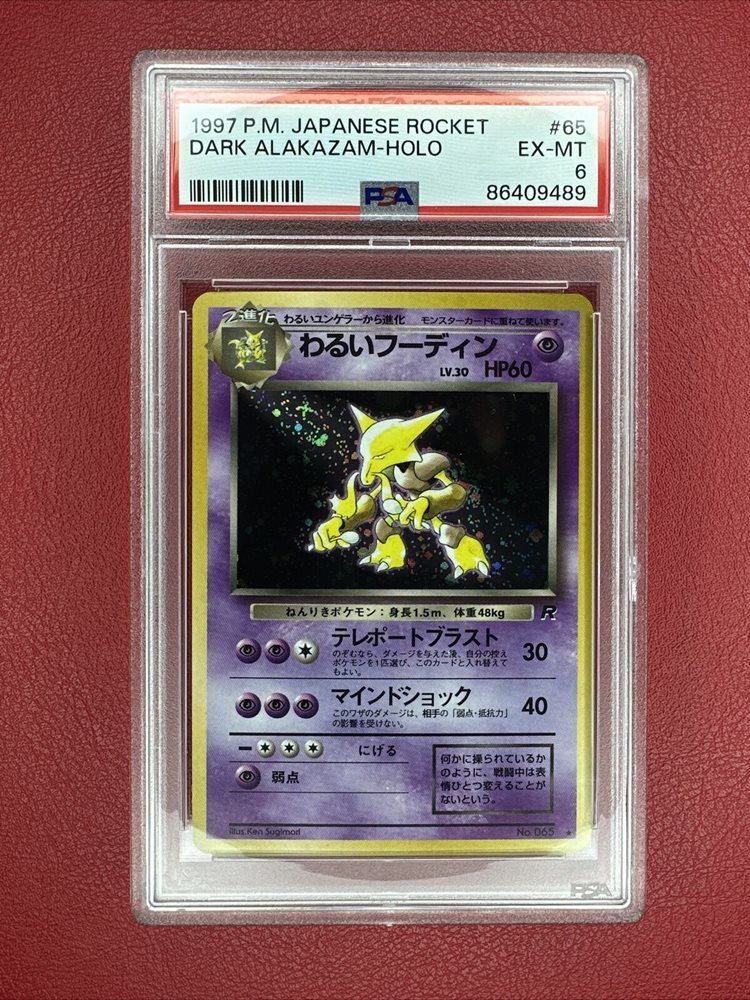 1997 P.M. JAPANESE ROCKET #65
DARK ALAKAZAM-HOLO EX-MT
6
PSA 86409489
2進化 わるいユンゲラーから進化 モンスターカードに重ねて使います。
わるいフーディン
LV.30 HP60
ねんりきポケモン:身長1.5m、体重48kg R
テレポートブラスト 30
のぞむなら、ダメージを与えた後、自分の控え
ポケモンを1匹選び、このカードと入れ替えて
もよい。
マインドショック 40
このワザのダメージは、相手の「弱点・抵抗力」
の影響を受けない。
にげる
弱点
何かに操られているか
のように、戦闘中は表
情ひとつ変えることが
ないという。
illus.Ken Sugimori No.065 ★
PSA